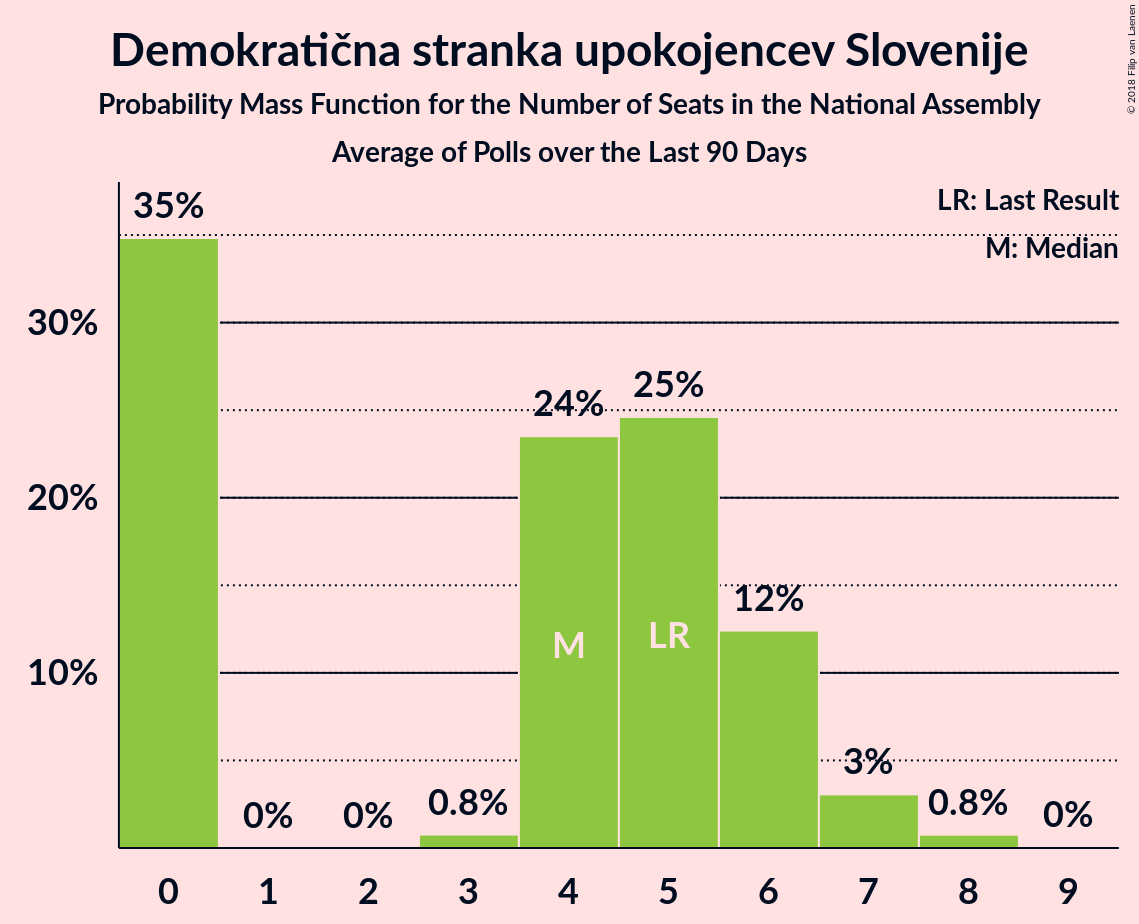 Demokratična stranka upokojencev Slovenije
Probability Mass Function for the Number of Seats in the National Assembly
Average of Polls over the Last 90 Days
© 2018 Filip van Laenen
LR: Last Result
M: Median
35%
30%
25%
24%
20%
12%
M
LR
10%
3%
0%
0%
0.8%
0.8%
0%
0 1 2 3 4 5 6 7 8 9